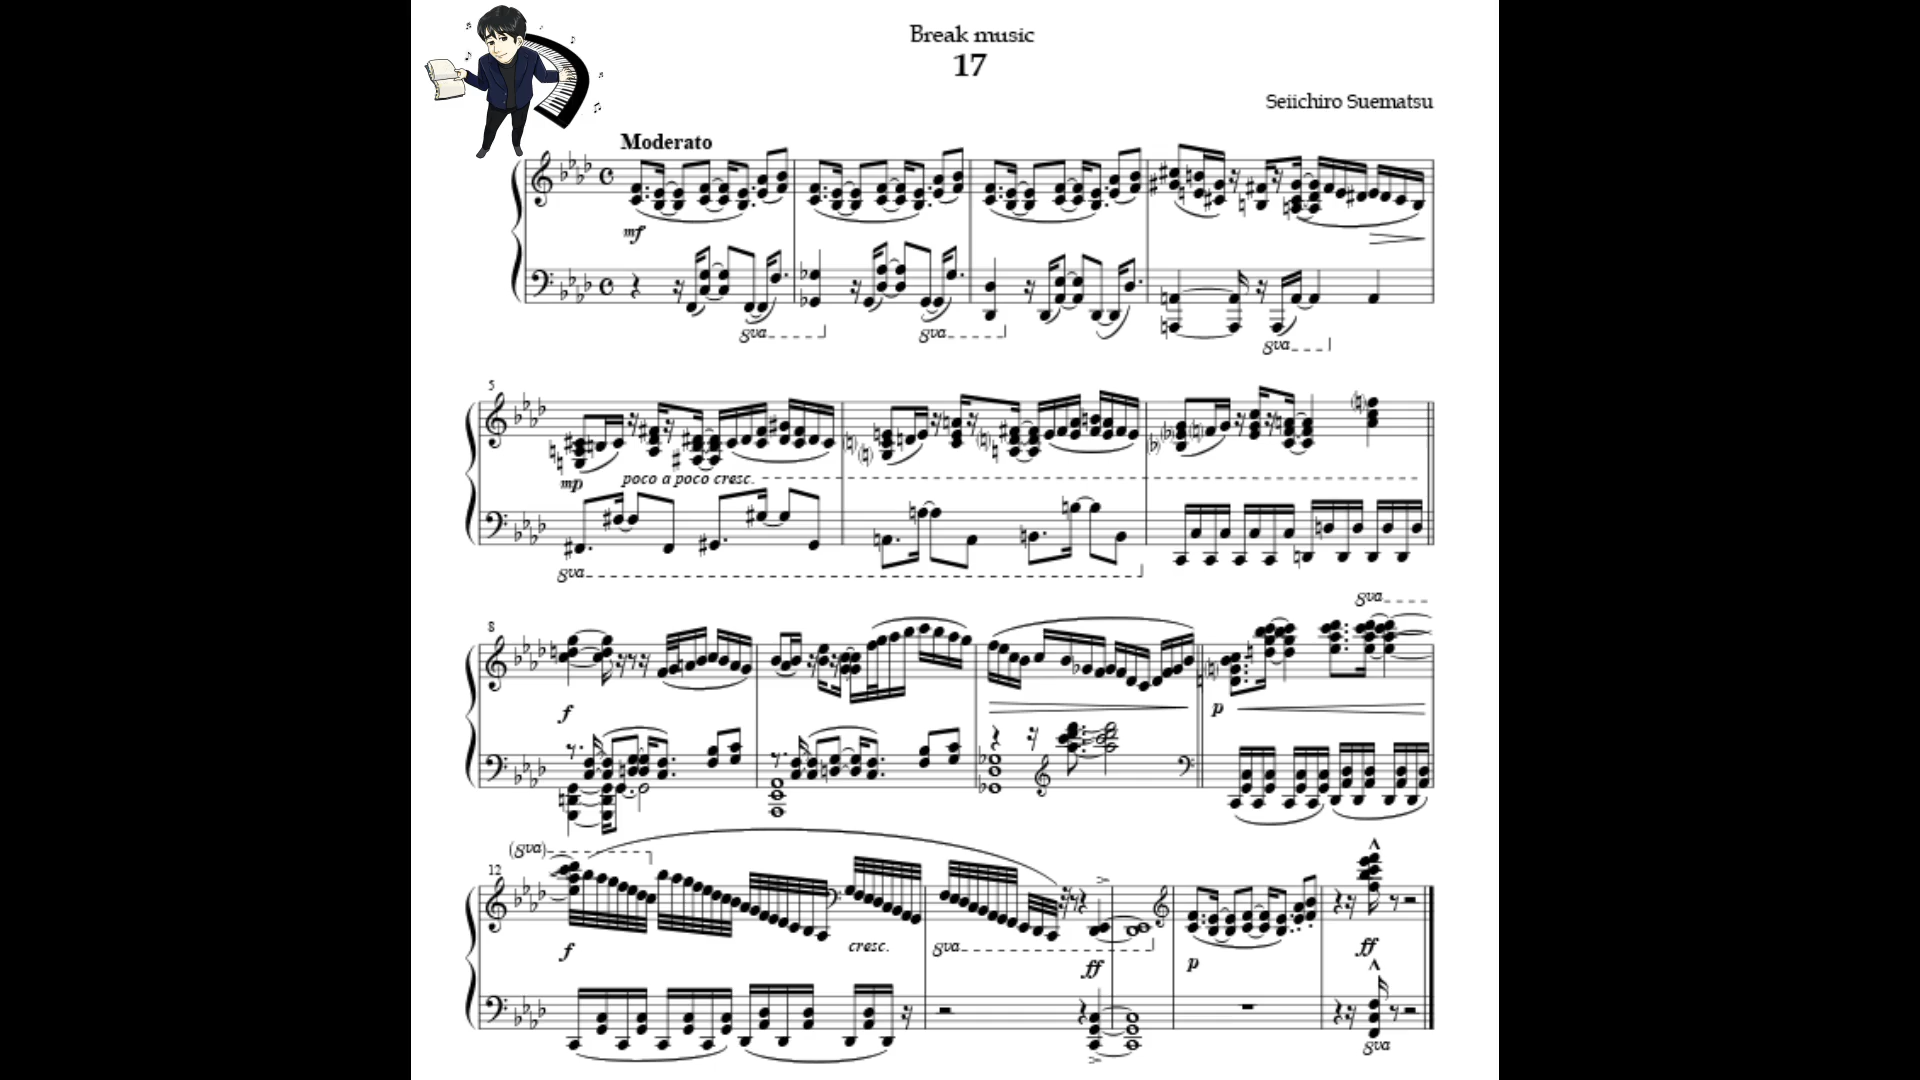 Break music
17
Seiichiro Suematsu
Moderato
mf
8va
8va
8va
5
mp
poco a poco cresc.
8va
8
8va
f
p
(8va)
12
f
cresc.
8va
ff
p
ff
8va